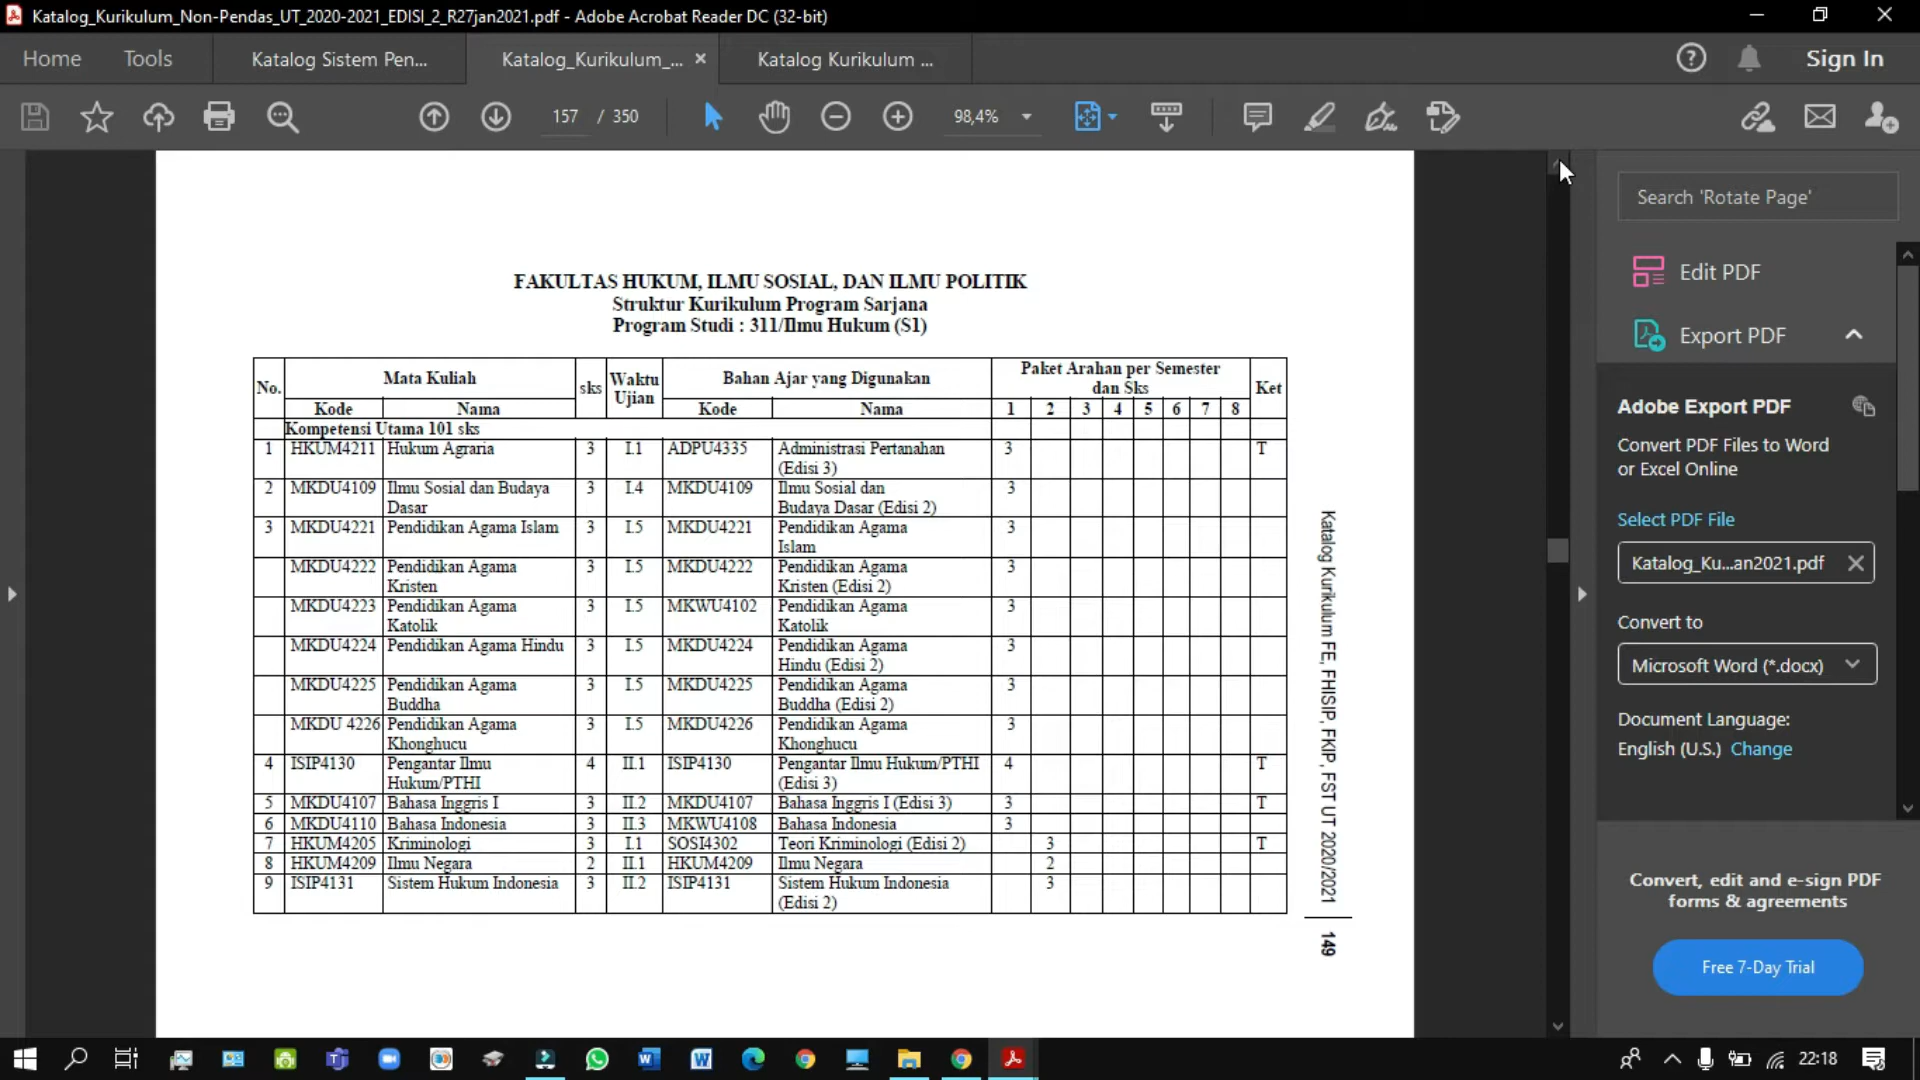 Katalog_Kurikulum_Non-Pendas_UT_2020-2021_EDISI_2_R27jan2021.pdf - Adobe Acrobat Reader DC (32-bit)
Home Tools Katalog Sistem Pen... Katalog_Kurikulum_... Katalog Kurikulum ... Sign In
157 / 350 98,4%
Search 'Rotate Page'
Edit PDF
Export PDF
Adobe Export PDF
Convert PDF Files to Word
or Excel Online
Select PDF File
Katalog_Ku...an2021.pdf
Convert to
Microsoft Word (*.docx)
Document Language:
English (U.S.) Change
Convert, edit and e-sign PDF
forms & agreements
Free 7-Day Trial
FAKULTAS HUKUM, ILMU SOSIAL, DAN ILMU POLITIK
Struktur Kurikulum Program Sarjana
Program Studi : 311/Ilmu Hukum (S1)
No. Mata Kuliah sks Waktu Ujian Bahan Ajar yang Digunakan Paket Arahan per Semester dan Sks Ket
Kode Nama Kode Nama 1 2 3 4 5 6 7 8
Kompetensi Utama 101 sks
1 HKUM4211 Hukum Agraria 3 I.1 ADPU4335 Administrasi Pertanahan (Edisi 3) 3 T
2 MKDU4109 Ilmu Sosial dan Budaya Dasar 3 I.4 MKDU4109 Ilmu Sosial dan Budaya Dasar (Edisi 2) 3
3 MKDU4221 Pendidikan Agama Islam 3 I.5 MKDU4221 Pendidikan Agama Islam 3
MKDU4222 Pendidikan Agama Kristen 3 I.5 MKDU4222 Pendidikan Agama Kristen (Edisi 2) 3
MKDU4223 Pendidikan Agama Katolik 3 I.5 MKWU4102 Pendidikan Agama Katolik 3
MKDU4224 Pendidikan Agama Hindu 3 I.5 MKDU4224 Pendidikan Agama Hindu (Edisi 2) 3
MKDU4225 Pendidikan Agama Buddha 3 I.5 MKDU4225 Pendidikan Agama Buddha (Edisi 2) 3
MKDU 4226 Pendidikan Agama Khonghucu 3 I.5 MKDU4226 Pendidikan Agama Khonghucu 3
4 ISIP4130 Pengantar Ilmu Hukum/PTHI 4 II.1 ISIP4130 Pengantar Ilmu Hukum/PTHI (Edisi 3) 4 T
5 MKDU4107 Bahasa Inggris I 3 II.2 MKDU4107 Bahasa Inggris I (Edisi 3) 3 T
6 MKDU4110 Bahasa Indonesia 3 II.3 MKWU4108 Bahasa Indonesia 3
7 HKUM4205 Kriminologi 3 I.1 SOSI4302 Teori Kriminologi (Edisi 2) 3 T
8 HKUM4209 Ilmu Negara 2 II.1 HKUM4209 Ilmu Negara 2
9 ISIP4131 Sistem Hukum Indonesia 3 II.2 ISIP4131 Sistem Hukum Indonesia (Edisi 2) 3
Katalog Kurikulum FE, FHISIP, FKIP, FST UT 2020/2021
149
22:18